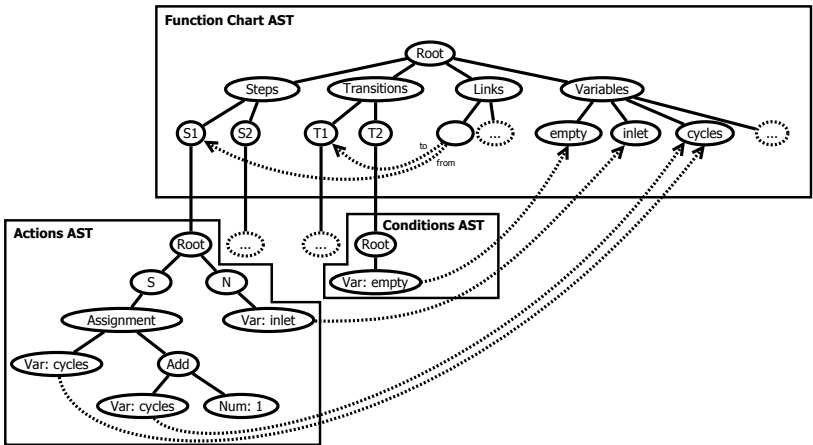 Function Chart AST
Root
Steps Transitions Links Variables
S1 S2 T1 T2 ... empty inlet cycles ...
to
from
Actions AST
Conditions AST
Root ... ... Root
S N Var: empty
Assignment Var: inlet
Var: cycles Add
Var: cycles Num: 1